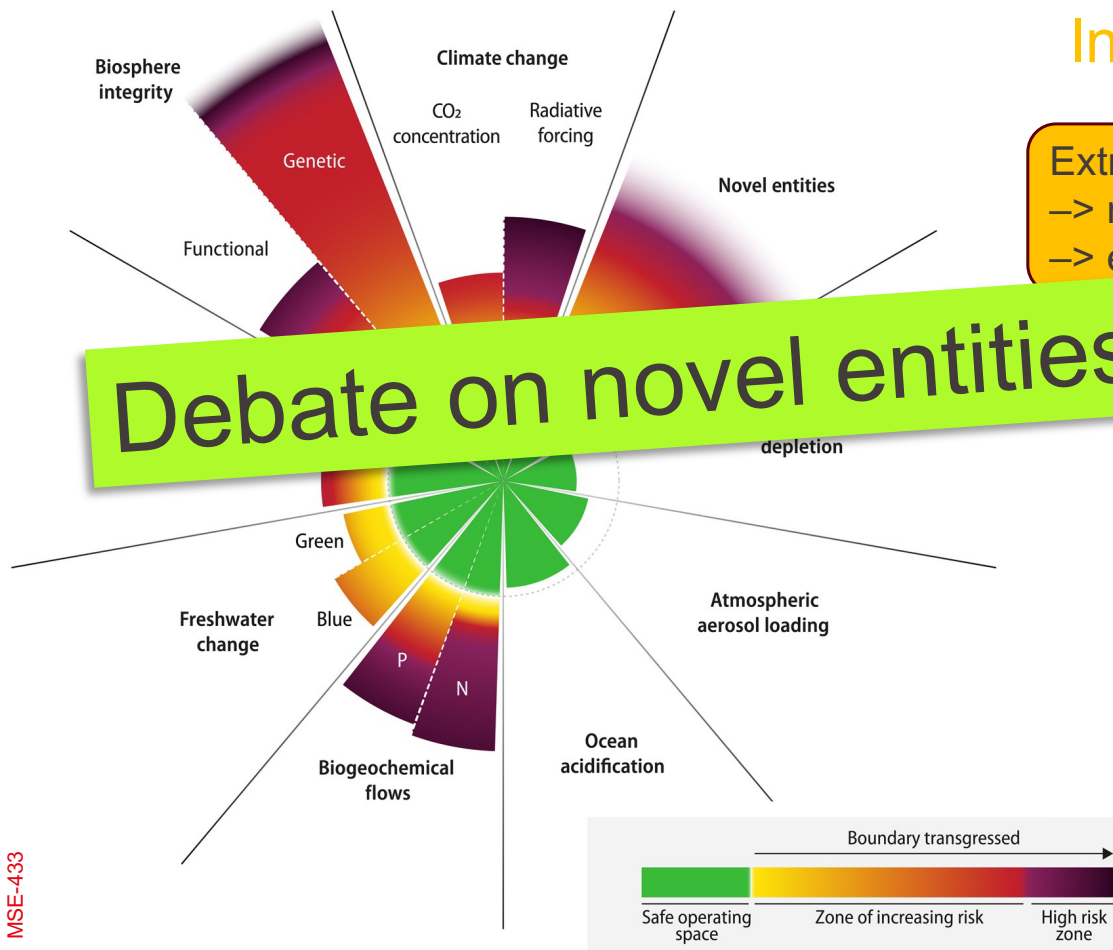 In
Biosphere
integrity
Climate change
CO₂
concentration
Radiative
forcing
Genetic
Novel entities
Extr
–> r
–> e
Functional
Debate on novel entities
depletion
Green
Freshwater
change
Blue
P
N
Atmospheric
aerosol loading
Biogeochemical
flows
Ocean
acidification
MSE-433
Boundary transgressed
Safe operating
space
Zone of increasing risk
High risk
zone